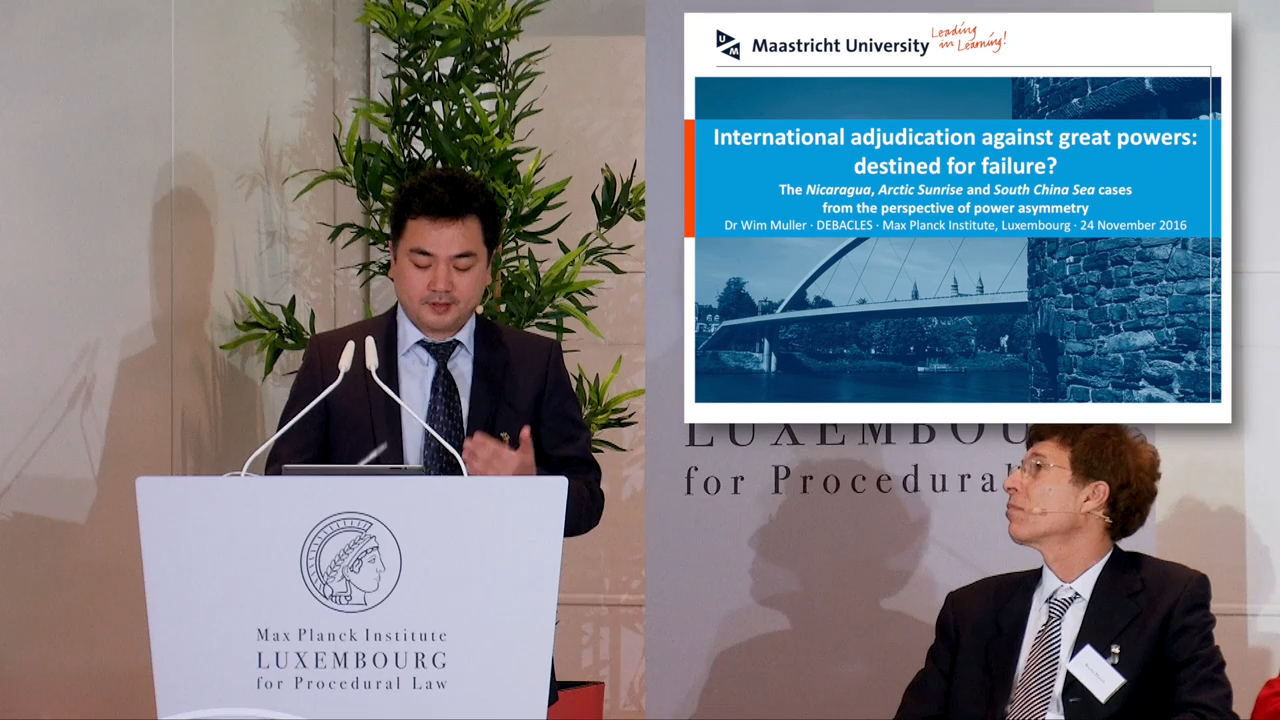 Maastricht University
Leading
in Learning!
International adjudication against great powers:
destined for failure?
The Nicaragua, Arctic Sunrise and South China Sea cases
from the perspective of power asymmetry
Dr Wim Muller · DEBACLES · Max Planck Institute, Luxembourg · 24 November 2016
LUXEMBOU
for Procedural
Max Planck Institute
LUXEMBOURG
for Procedural Law